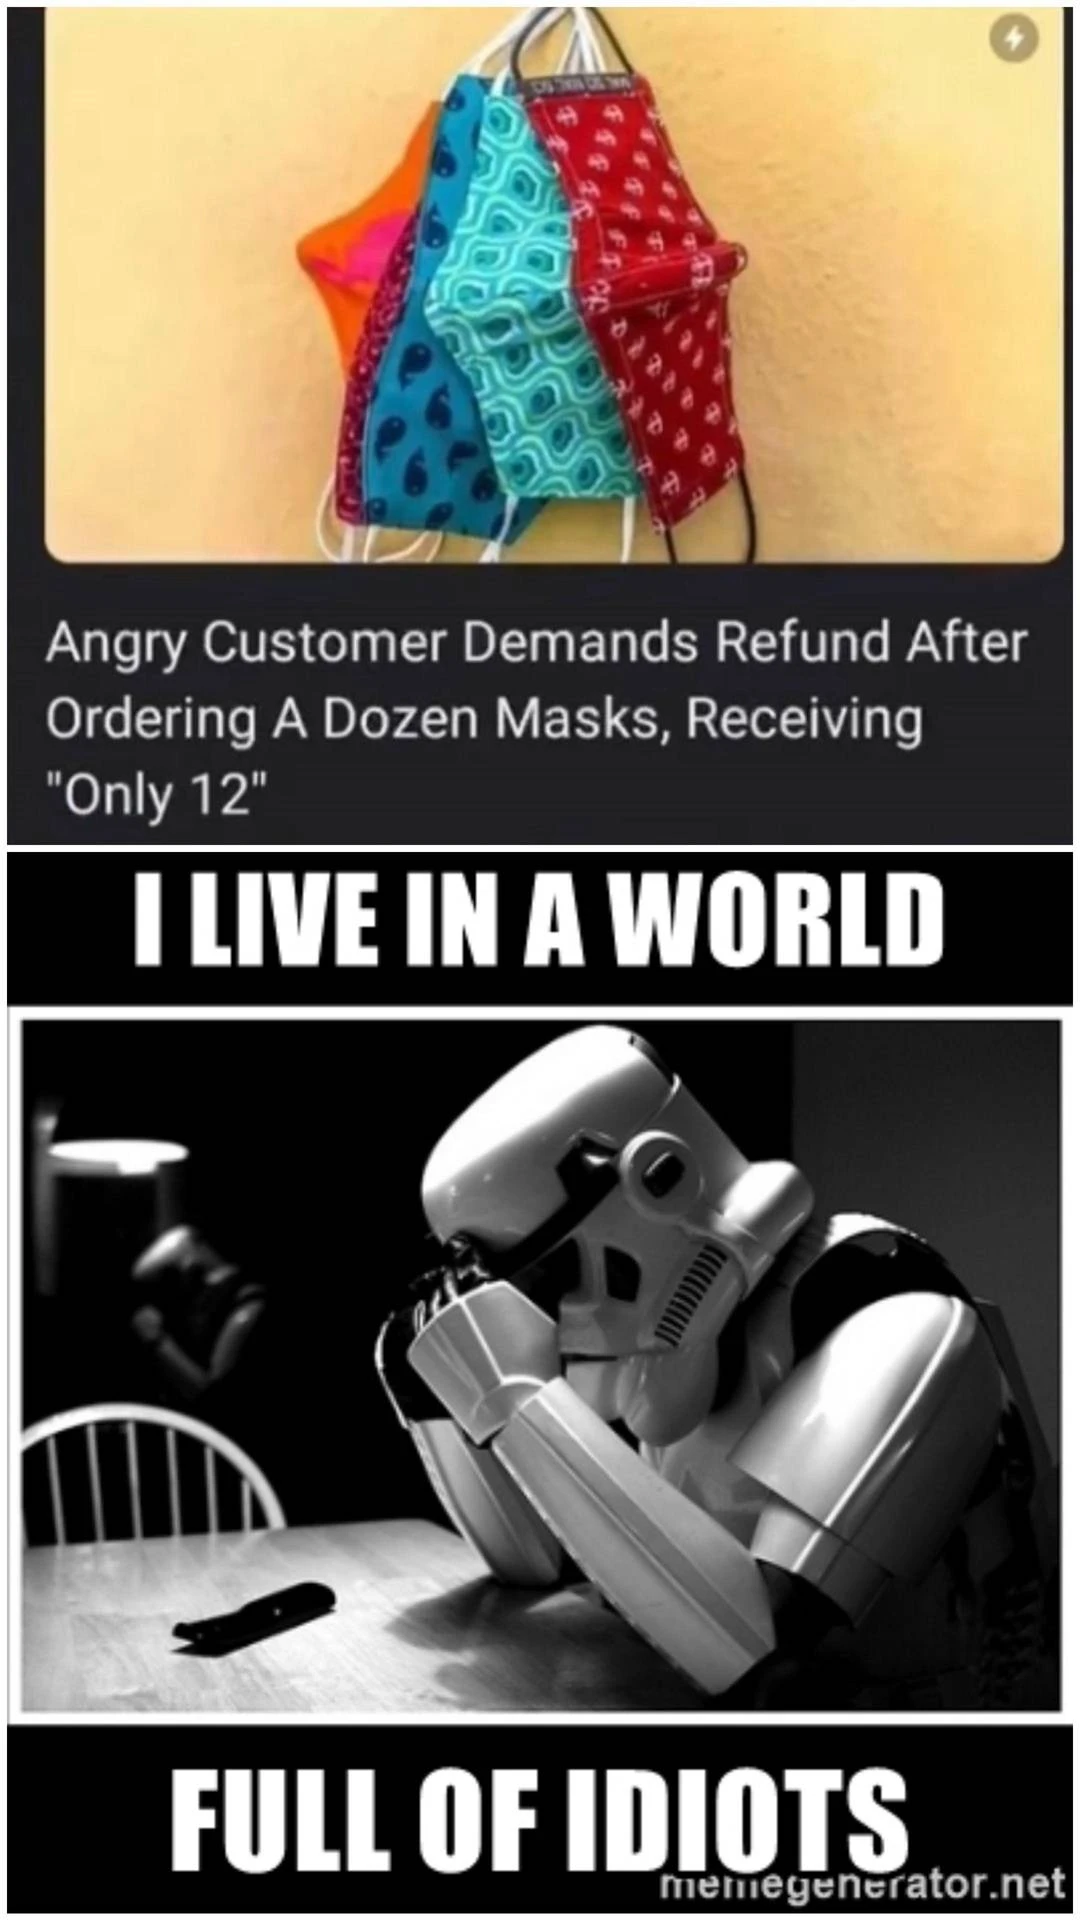 Angry Customer Demands Refund After
Ordering A Dozen Masks, Receiving
"Only 12"
I LIVE IN A WORLD
FULL OF IDIOTS
memegenerator.net